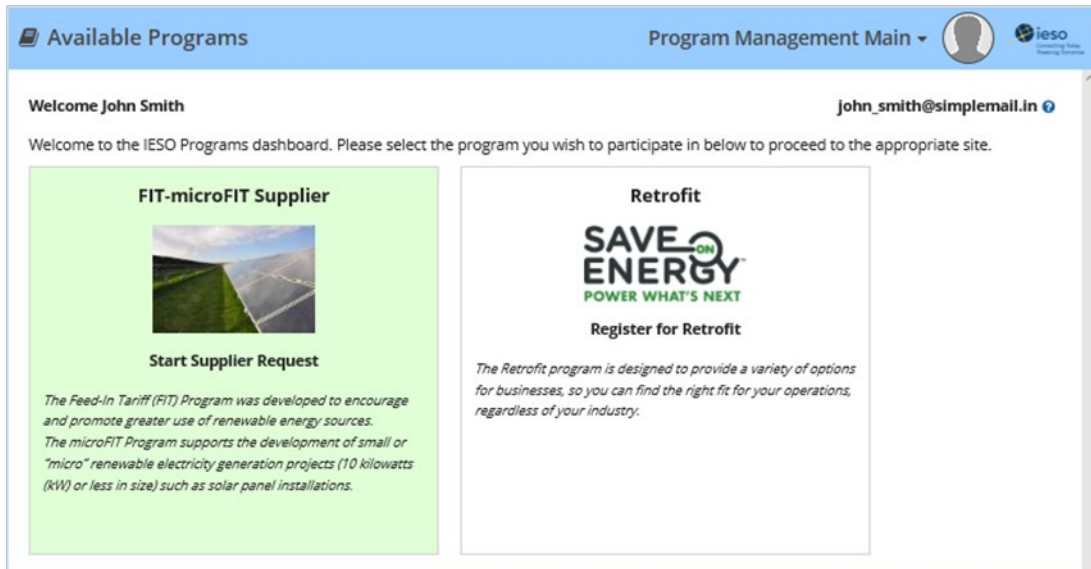 Available Programs
Program Management Main
ieso
Connecting Today.
Powering Tomorrow.
Welcome John Smith
john_smith@simplemail.in
Welcome to the IESO Programs dashboard. Please select the program you wish to participate in below to proceed to the appropriate site.
FIT-microFIT Supplier
Start Supplier Request
The Feed-In Tariff (FIT) Program was developed to encourage
and promote greater use of renewable energy sources.
The microFIT Program supports the development of small or
"micro" renewable electricity generation projects (10 kilowatts
(kW) or less in size) such as solar panel installations.
Retrofit
SAVE ON
ENERGY™
POWER WHAT'S NEXT
Register for Retrofit
The Retrofit program is designed to provide a variety of options
for businesses, so you can find the right fit for your operations,
regardless of your industry.